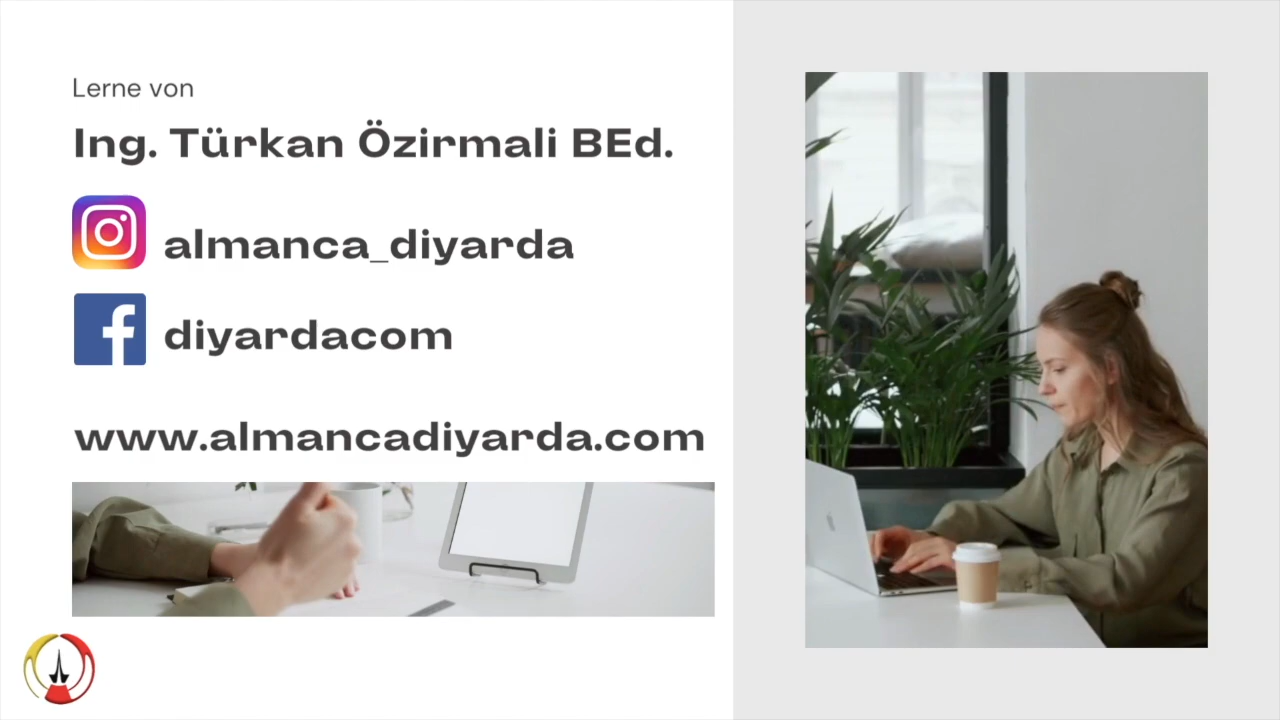 Lerne von
Ing. Türkan Özirmali BEd.
almanca_diyarda
diyardacom
www.almancadiyarda.com